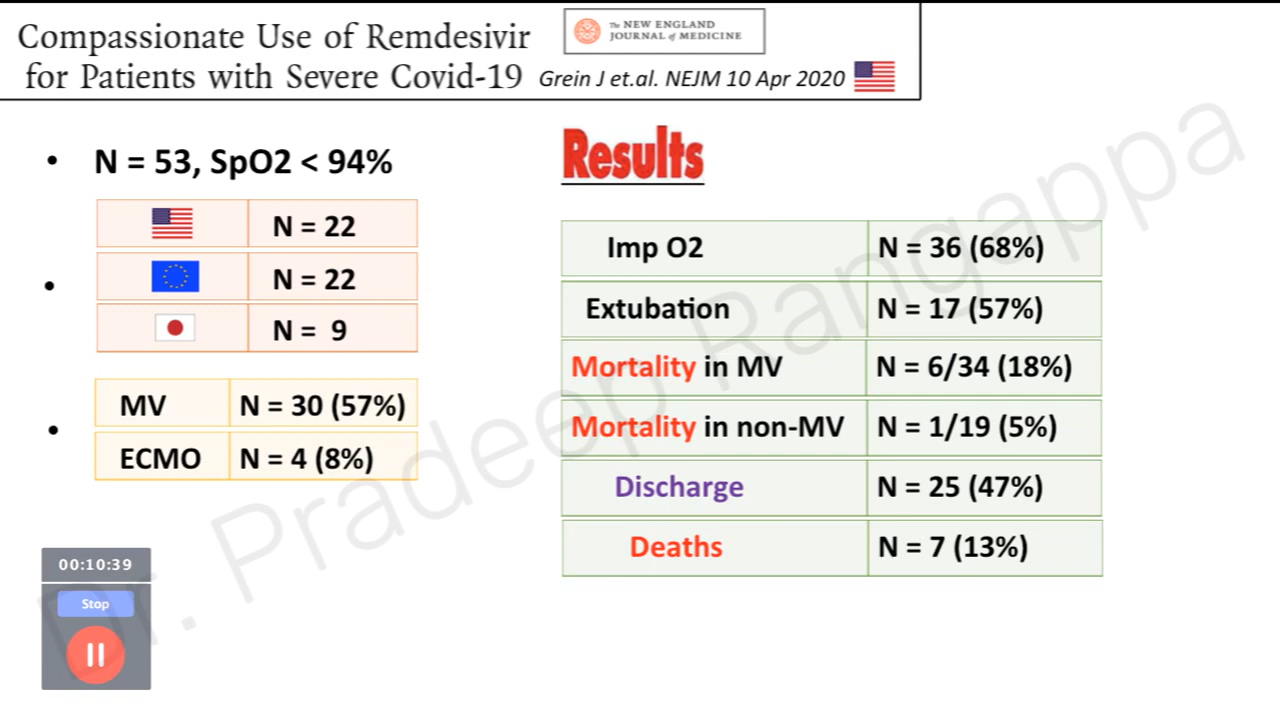 Compassionate Use of Remdesivir
for Patients with Severe Covid-19
The NEW ENGLAND
JOURNAL of MEDICINE
Grein J et.al. NEJM 10 Apr 2020
• N = 53, SpO2 < 94%
N = 22
• N = 22
N = 9
MV N = 30 (57%)
•
ECMO N = 4 (8%)
Results
Imp O2 N = 36 (68%)
Extubation N = 17 (57%)
Mortality in MV N = 6/34 (18%)
Mortality in non-MV N = 1/19 (5%)
Discharge N = 25 (47%)
Deaths N = 7 (13%)
00:10:39
Stop
Dr. Pradeep Rangappa